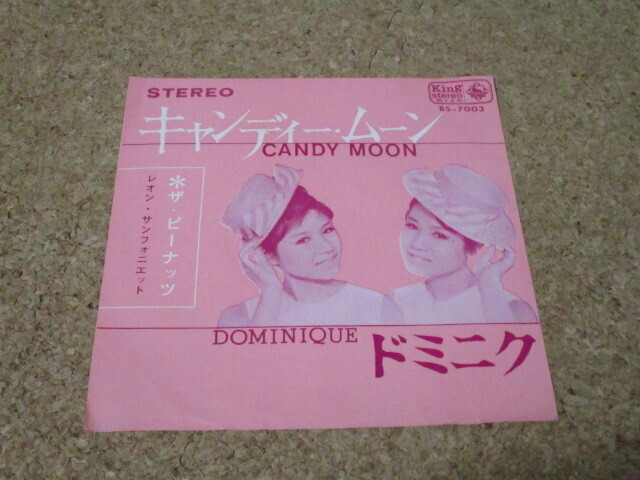 STEREO
King
stereo
BS-7003
キャンディー・ムーン
CANDY MOON
＊ザ・ピーナッツ
レオン・サンフォニエット
DOMINIQUE
ドミニク